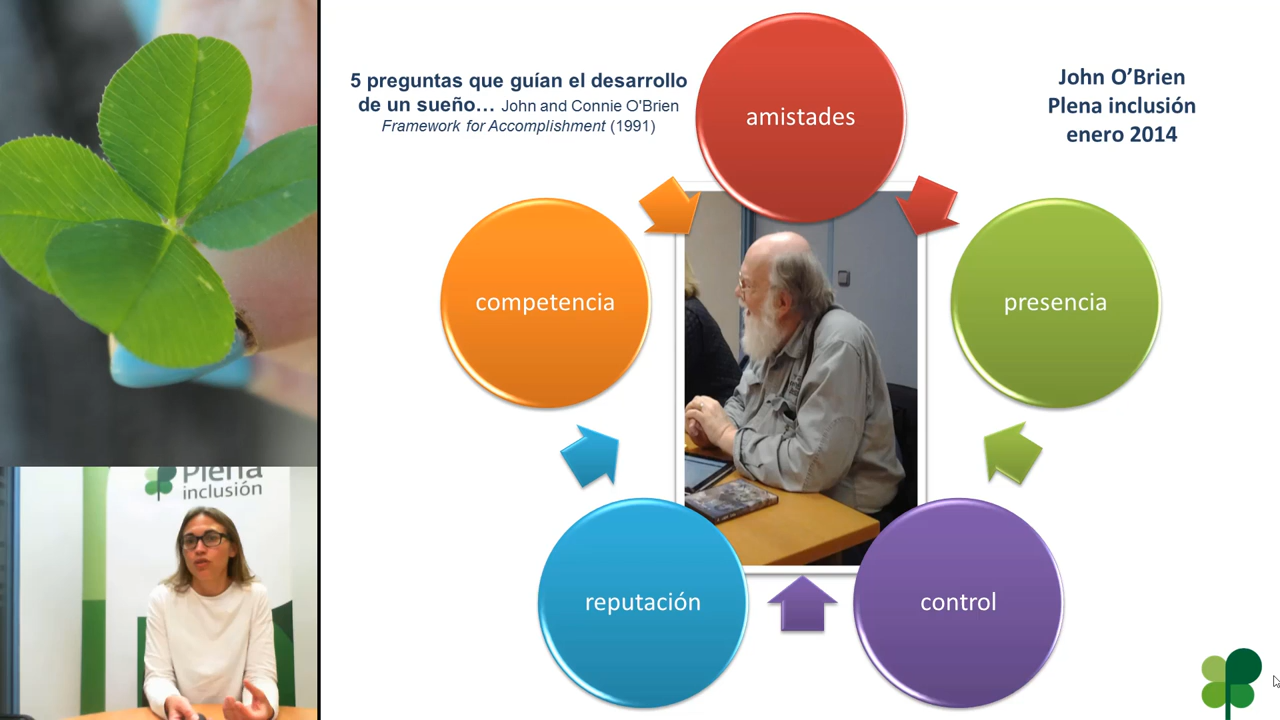 5 preguntas que guían el desarrollo
de un sueño... John and Connie O'Brien
Framework for Accomplishment (1991)
amistades
John O’Brien
Plena inclusión
enero 2014
competencia
presencia
reputación
control
Plena
inclusión